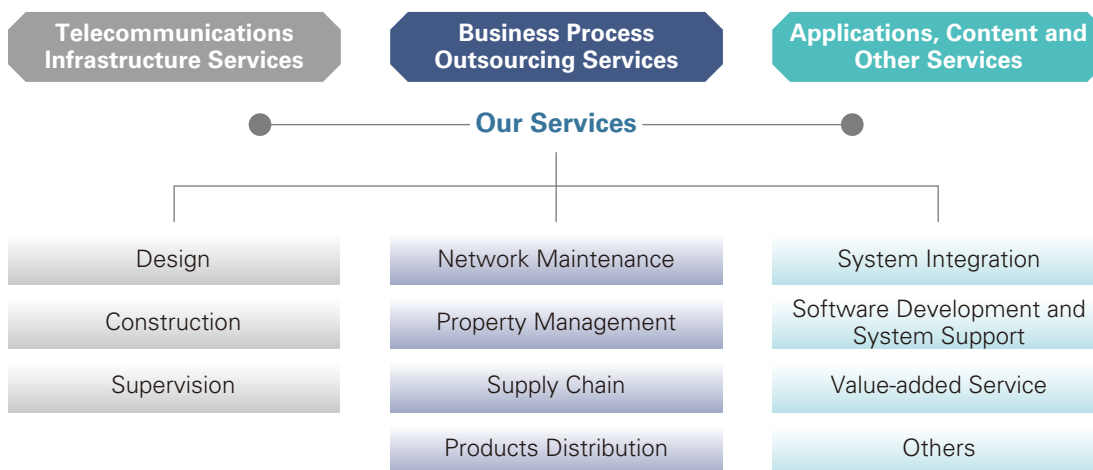 Telecommunications
Infrastructure Services
Business Process
Outsourcing Services
Applications, Content and
Other Services
Our Services
Design
Construction
Supervision
Network Maintenance
Property Management
Supply Chain
Products Distribution
System Integration
Software Development and
System Support
Value-added Service
Others